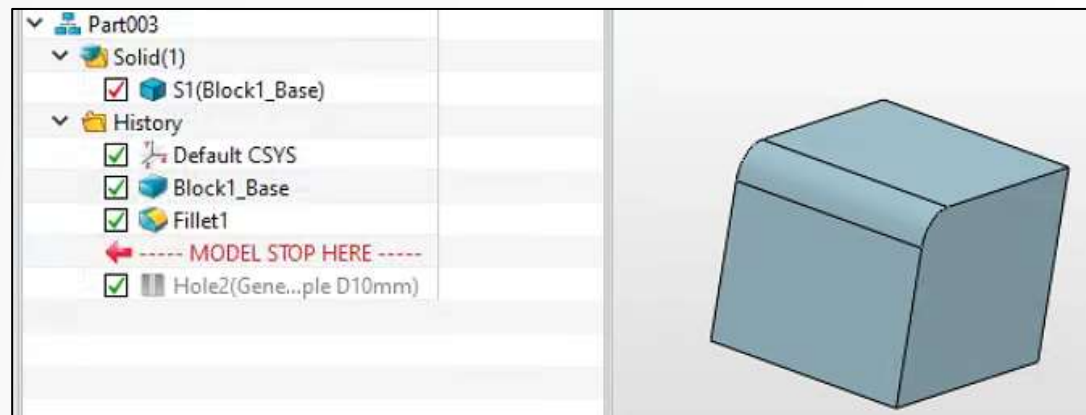 Part003
Solid(1)
S1(Block1_Base)
History
Default CSYS
Block1_Base
Fillet1
----- MODEL STOP HERE -----
Hole2(Gene...ple D10mm)